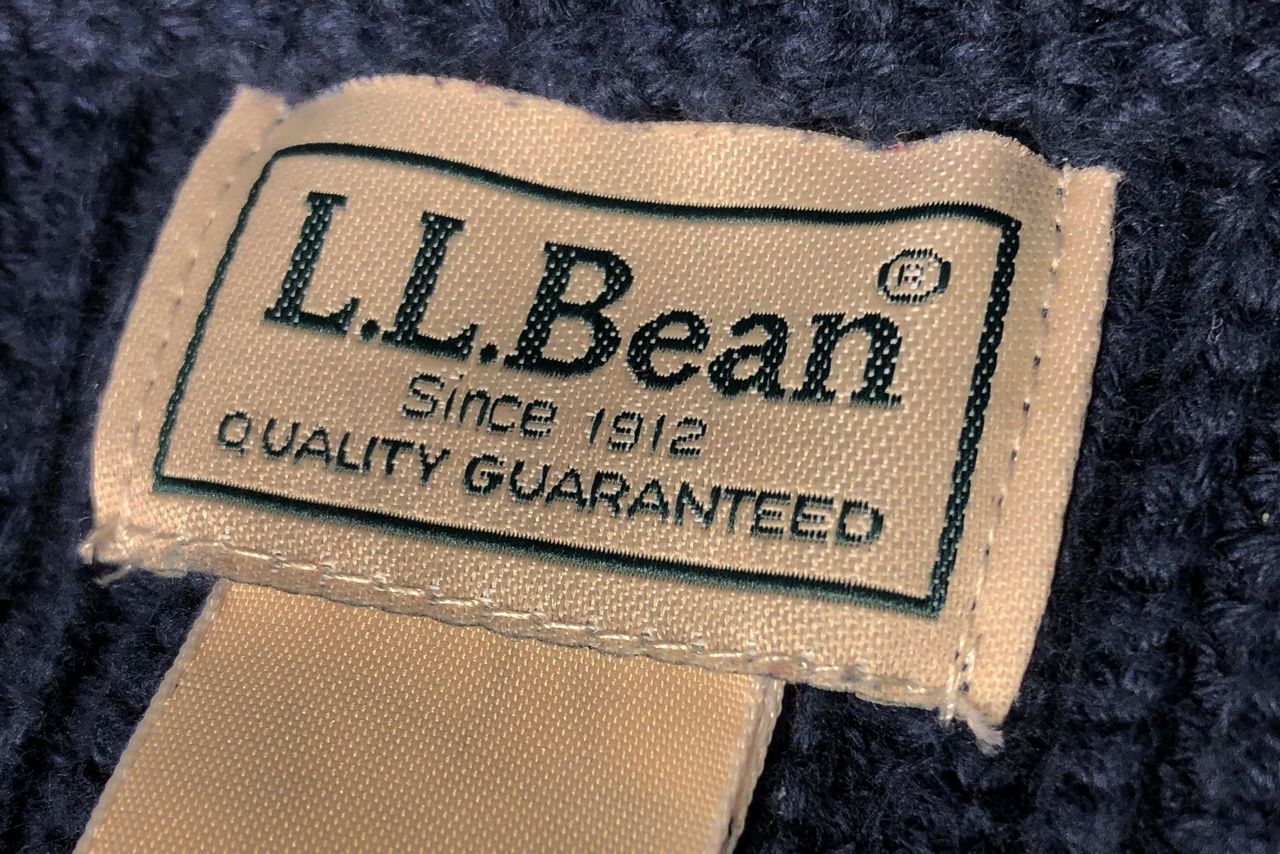 L.L.Bean®
Since 1912
QUALITY GUARANTEED